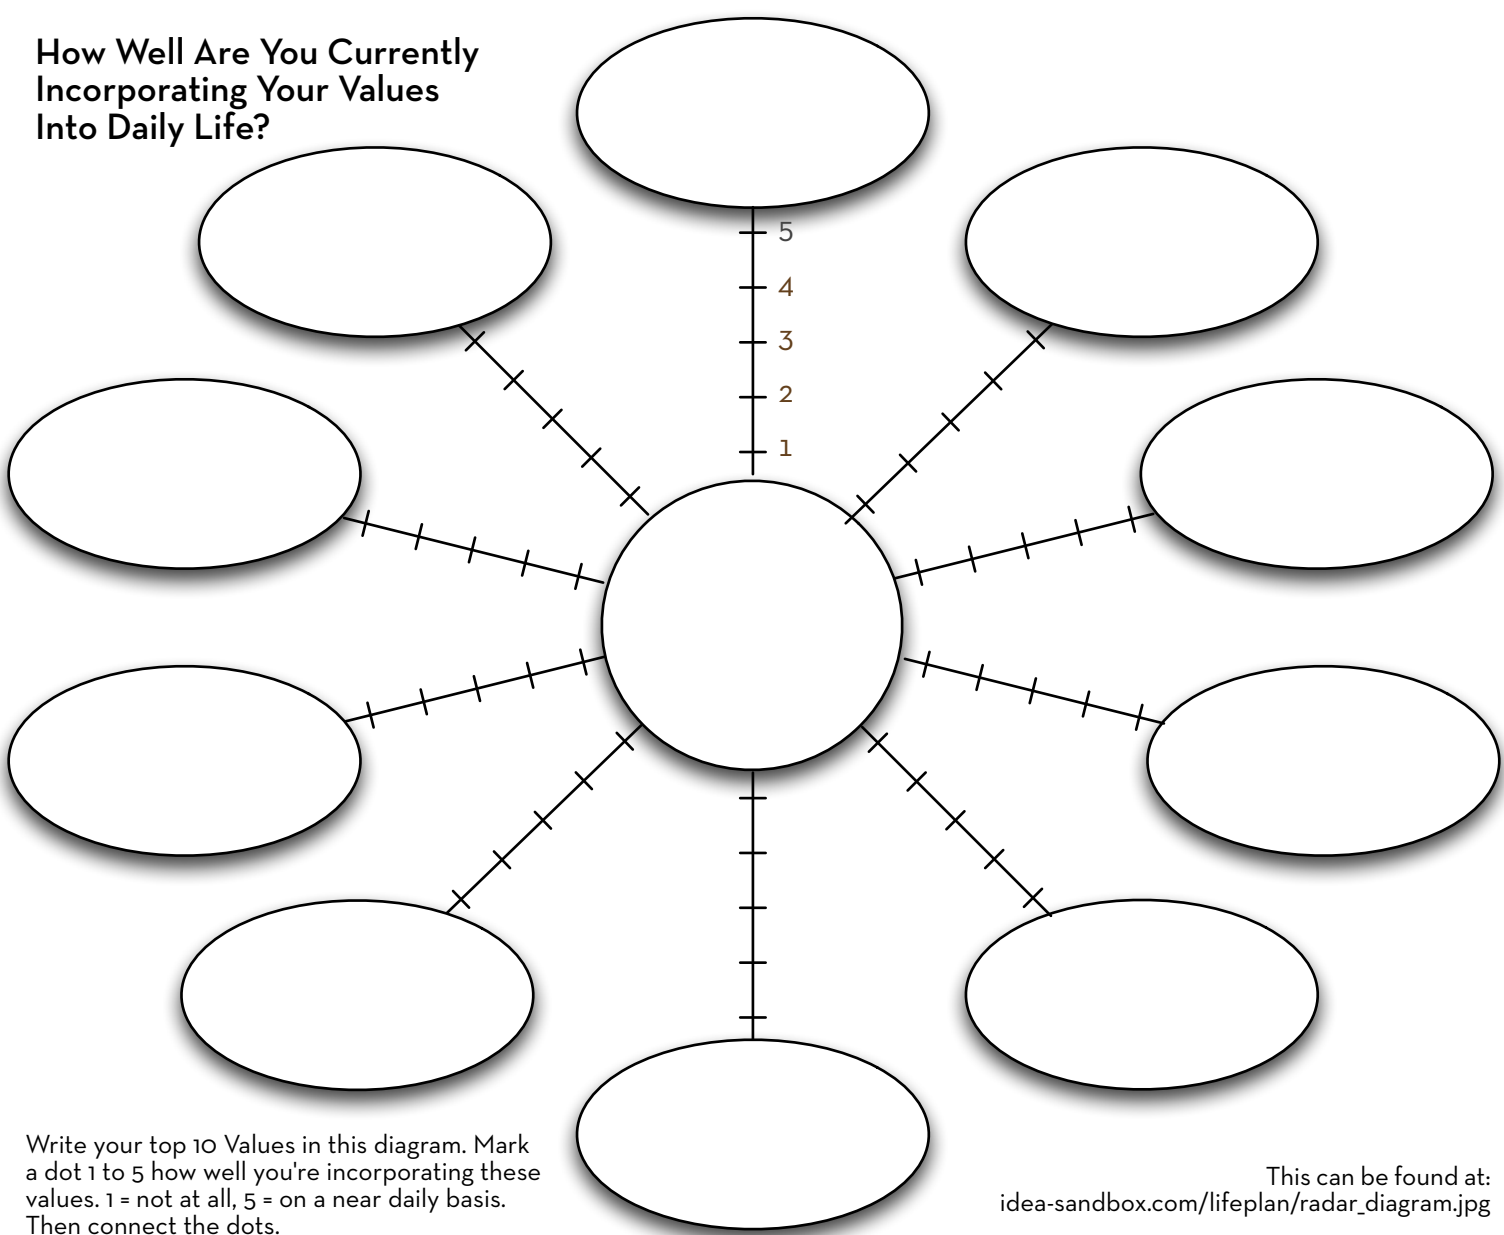 How Well Are You Currently
Incorporating Your Values
Into Daily Life?
5
4
3
2
1
Write your top 10 Values in this diagram. Mark
a dot 1 to 5 how well you're incorporating these
values. 1 = not at all, 5 = on a near daily basis.
Then connect the dots.
This can be found at:
idea-sandbox.com/lifeplan/radar_diagram.jpg